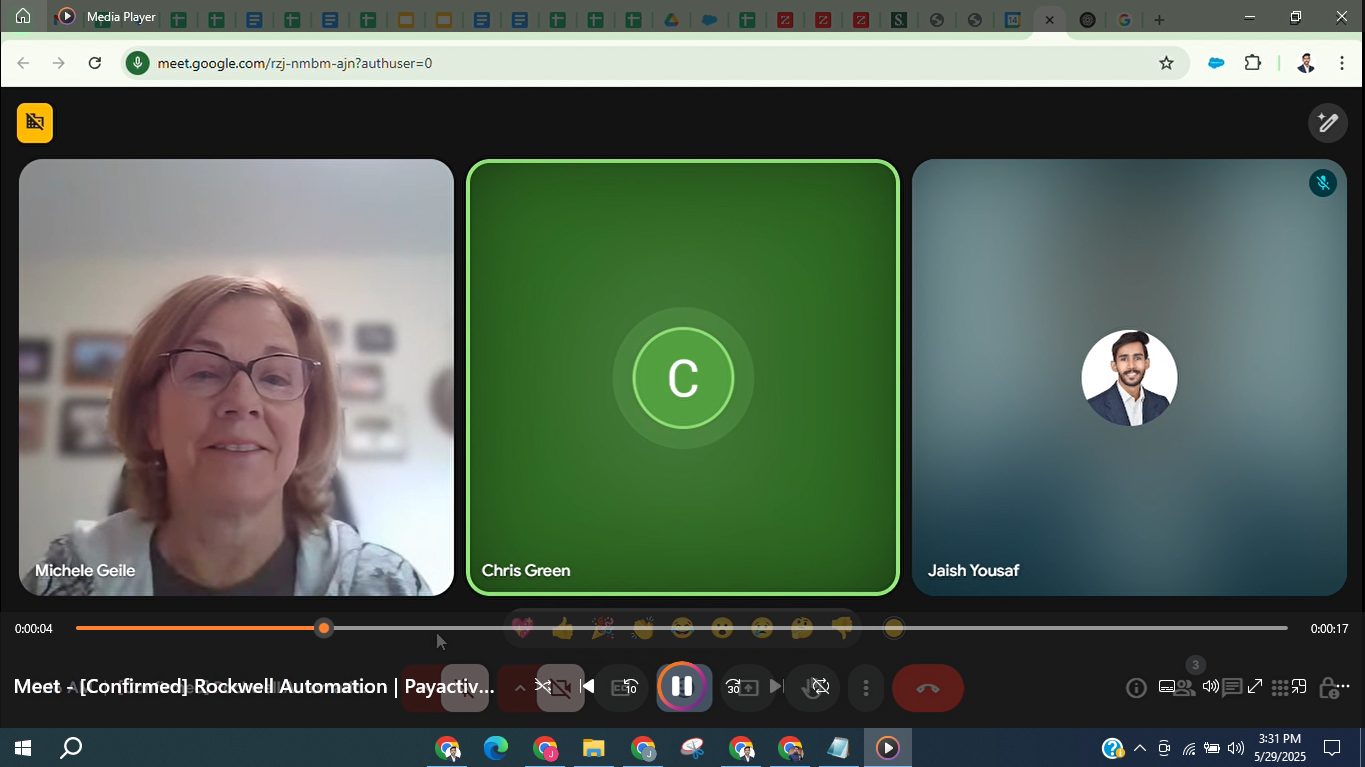 Media Player
meet.google.com/rzj-nmbm-ajn?authuser=0
C
Michele Geile
Chris Green
Jaish Yousaf
0:00:04
0:00:17
3
Meet - [Confirmed] Rockwell Automation | Payactiv...
10
30
3:31 PM
5/29/2025